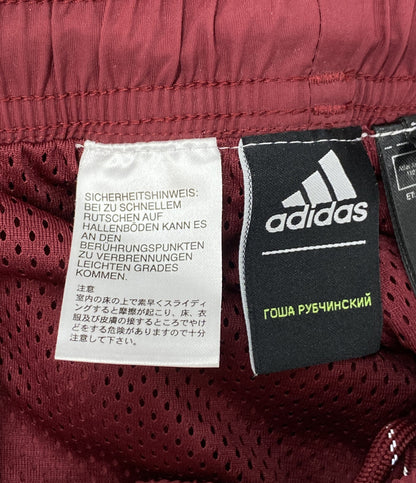 SICHERHEITSHINWEIS:
BEI ZU SCHNELLEM
RUTSCHEN AUF
HALLENBÖDEN KANN ES
AN DEN
BERÜHRUNGSPUNKTEN
ZU VERBRENNUNGEN
LEICHTEN GRADES
KOMMEN.
注意
室内の床の上で素早くスライディ
ングすると摩擦が起こり、床、衣
服及び皮膚の接するところでやけ
どをする危険がありますので十分
注意して下さい。
adidas
ГОША РУБЧИНСКИЙ